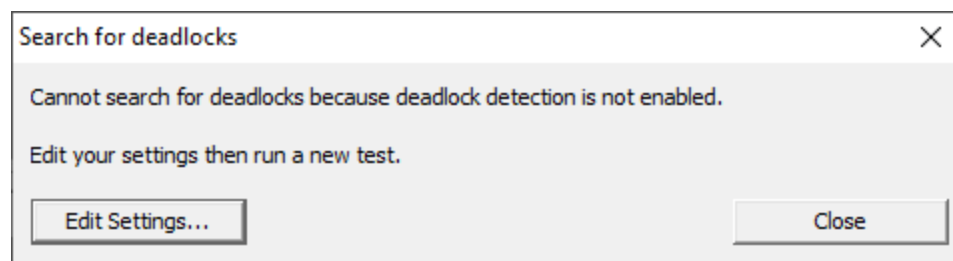 Search for deadlocks
Cannot search for deadlocks because deadlock detection is not enabled.
Edit your settings then run a new test.
Edit Settings...
Close